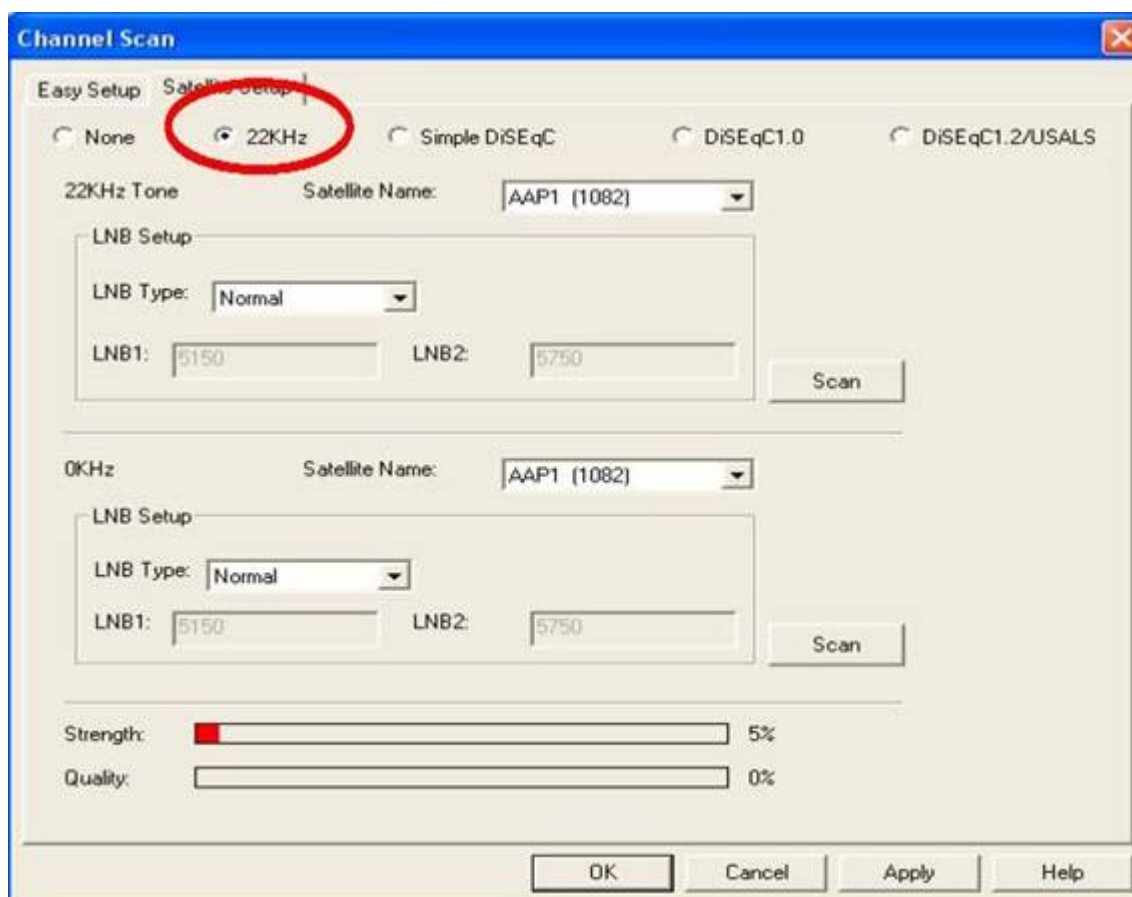 Channel Scan
Easy Setup Satellite Setup
None 22KHz Simple DiSEqC DiSEqC1.0 DiSEqC1.2/USALS
22KHz Tone Satellite Name: AAP1 (1082)
LNB Setup
LNB Type: Normal
LNB1: 5150 LNB2: 5750
Scan
0KHz Satellite Name: AAP1 (1082)
LNB Setup
LNB Type: Normal
LNB1: 5150 LNB2: 5750
Scan
Strength: 5%
Quality: 0%
OK Cancel Apply Help